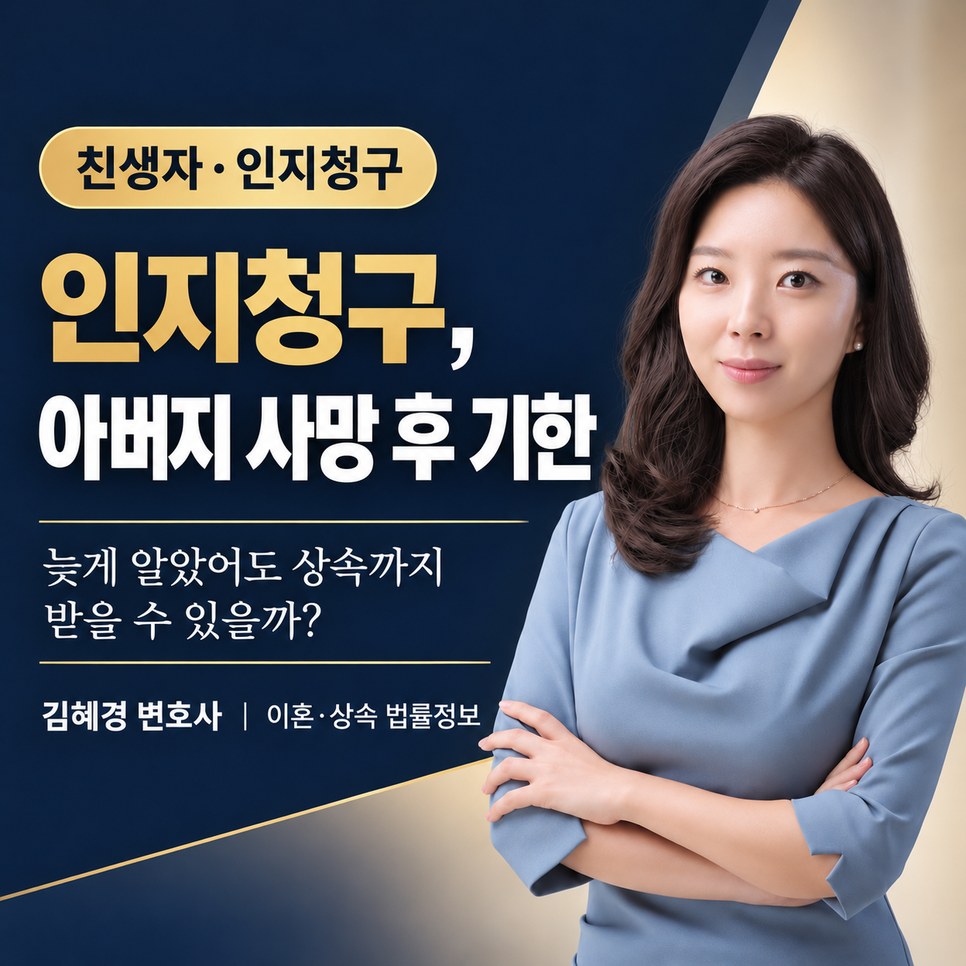 친생자·인지청구
인지청구,
아버지 사망 후 기한
늦게 알았어도 상속까지
받을 수 있을까?
김혜경 변호사 | 이혼·상속 법률정보